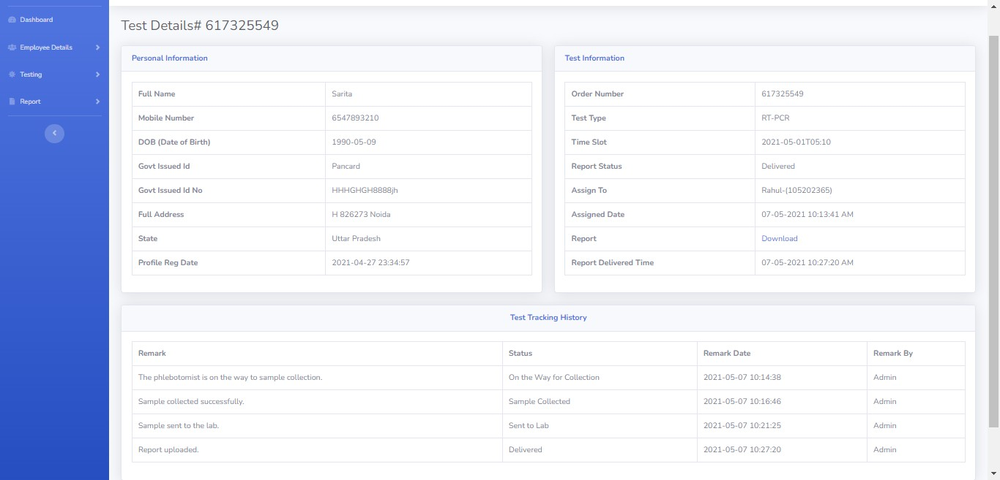 Dashboard
Employee Details
Testing
Report
Test Details# 617325549
Personal Information
Full Name Sarita
Mobile Number 6547893210
DOB (Date of Birth) 1990-05-09
Govt Issued Id Pancard
Govt Issued Id No HHHGHGH8888jh
Full Address H 826273 Noida
State Uttar Pradesh
Profile Reg Date 2021-04-27 23:34:57
Test Information
Order Number 617325549
Test Type RT-PCR
Time Slot 2021-05-01T05:10
Report Status Delivered
Assign To Rahul-(105202365)
Assigned Date 07-05-2021 10:13:41 AM
Report Download
Report Delivered Time 07-05-2021 10:27:20 AM
Test Tracking History
Remark Status Remark Date Remark By
The phlebotomist is on the way to sample collection. On the Way for Collection 2021-05-07 10:14:38 Admin
Sample collected successfully. Sample Collected 2021-05-07 10:16:46 Admin
Sample sent to the lab. Sent to Lab 2021-05-07 10:21:25 Admin
Report uploaded. Delivered 2021-05-07 10:27:20 Admin